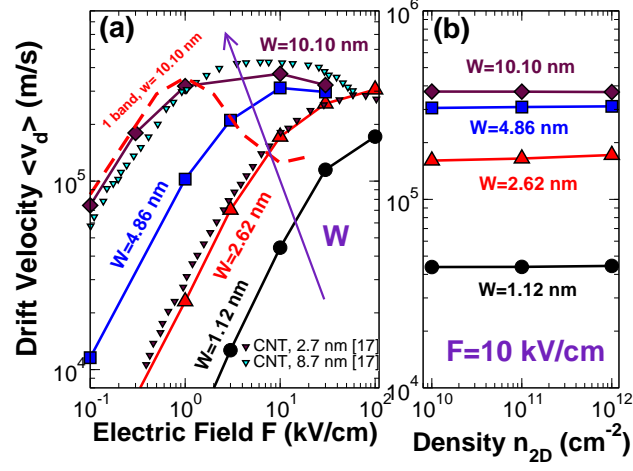 (a)
(b)
Drift Velocity <v_d> (m/s)
10^5
10^4
W=10.10 nm
1 band, w= 10.10 nm
W=4.86 nm
W=2.62 nm
W=1.12 nm
W
CNT, 2.7 nm [17]
CNT, 8.7 nm [17]
10^-1 10^0 10^1 10^2
Electric Field F (kV/cm)
10^6
10^5
10^4
W=10.10 nm
W=4.86 nm
W=2.62 nm
W=1.12 nm
F=10 kV/cm
10^10 10^11 10^12
Density n_2D (cm^-2)